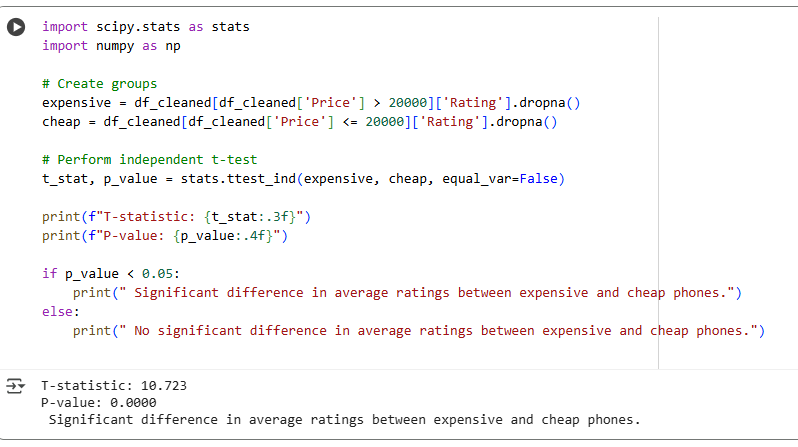 import scipy.stats as stats
import numpy as np
# Create groups
expensive = df_cleaned[df_cleaned['Price'] > 20000]['Rating'].dropna()
cheap = df_cleaned[df_cleaned['Price'] <= 20000]['Rating'].dropna()
# Perform independent t-test
t_stat, p_value = stats.ttest_ind(expensive, cheap, equal_var=False)
print(f"T-statistic: {t_stat:.3f}")
print(f"P-value: {p_value:.4f}")
if p_value < 0.05:
    print(" Significant difference in average ratings between expensive and cheap phones.")
else:
    print(" No significant difference in average ratings between expensive and cheap phones.")
T-statistic: 10.723
P-value: 0.0000
 Significant difference in average ratings between expensive and cheap phones.